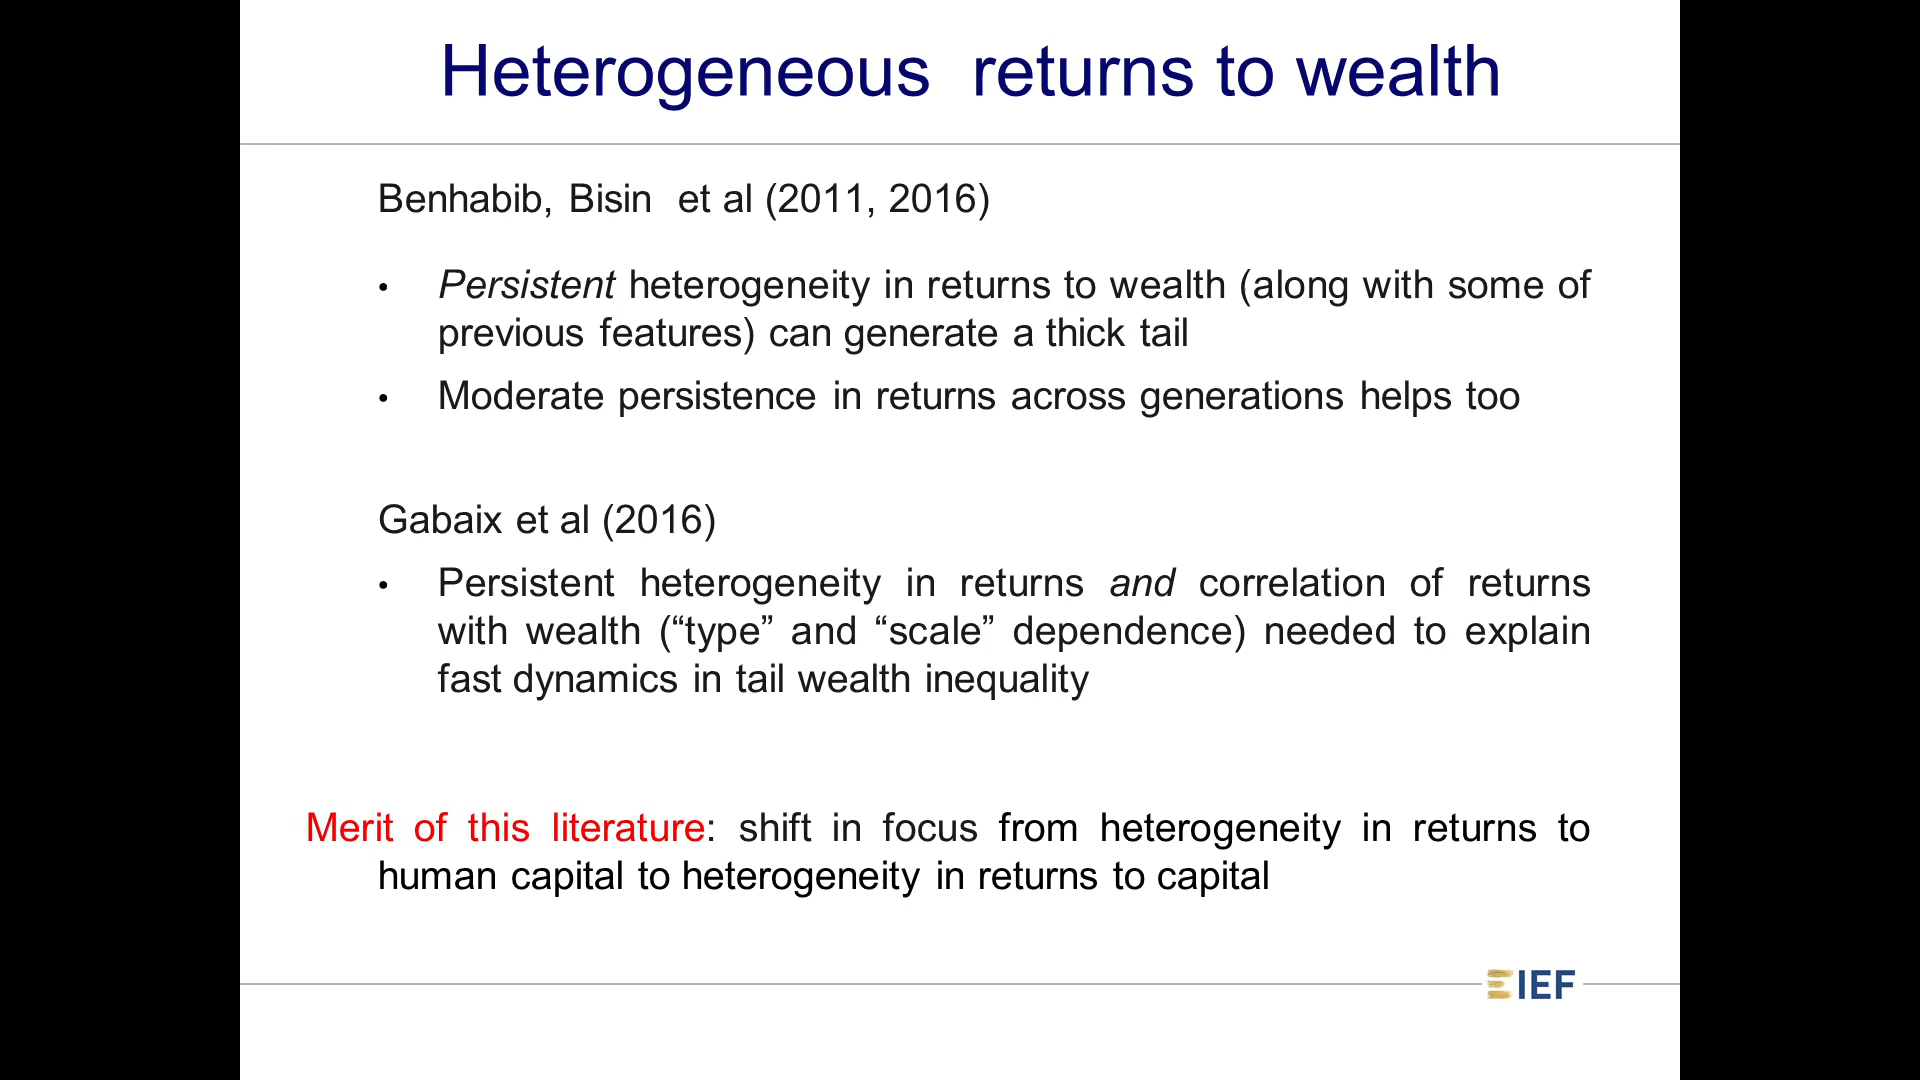 Heterogeneous returns to wealth
Benhabib, Bisin et al (2011, 2016)
• Persistent heterogeneity in returns to wealth (along with some of
previous features) can generate a thick tail
• Moderate persistence in returns across generations helps too
Gabaix et al (2016)
• Persistent heterogeneity in returns and correlation of returns
with wealth (“type” and “scale” dependence) needed to explain
fast dynamics in tail wealth inequality
Merit of this literature: shift in focus from heterogeneity in returns to
human capital to heterogeneity in returns to capital
EIEF